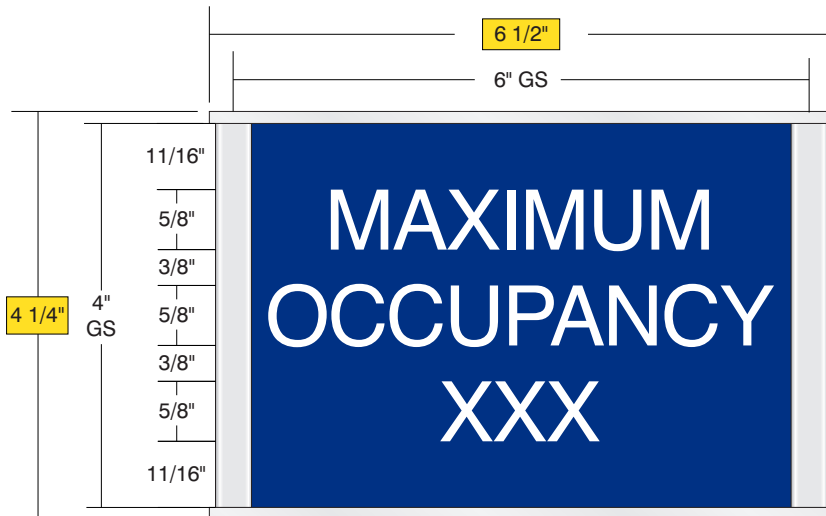 6 1/2"
6" GS
11/16"
5/8"
3/8"
5/8"
3/8"
5/8"
11/16"
4 1/4"
4"
GS
MAXIMUM
OCCUPANCY
XXX